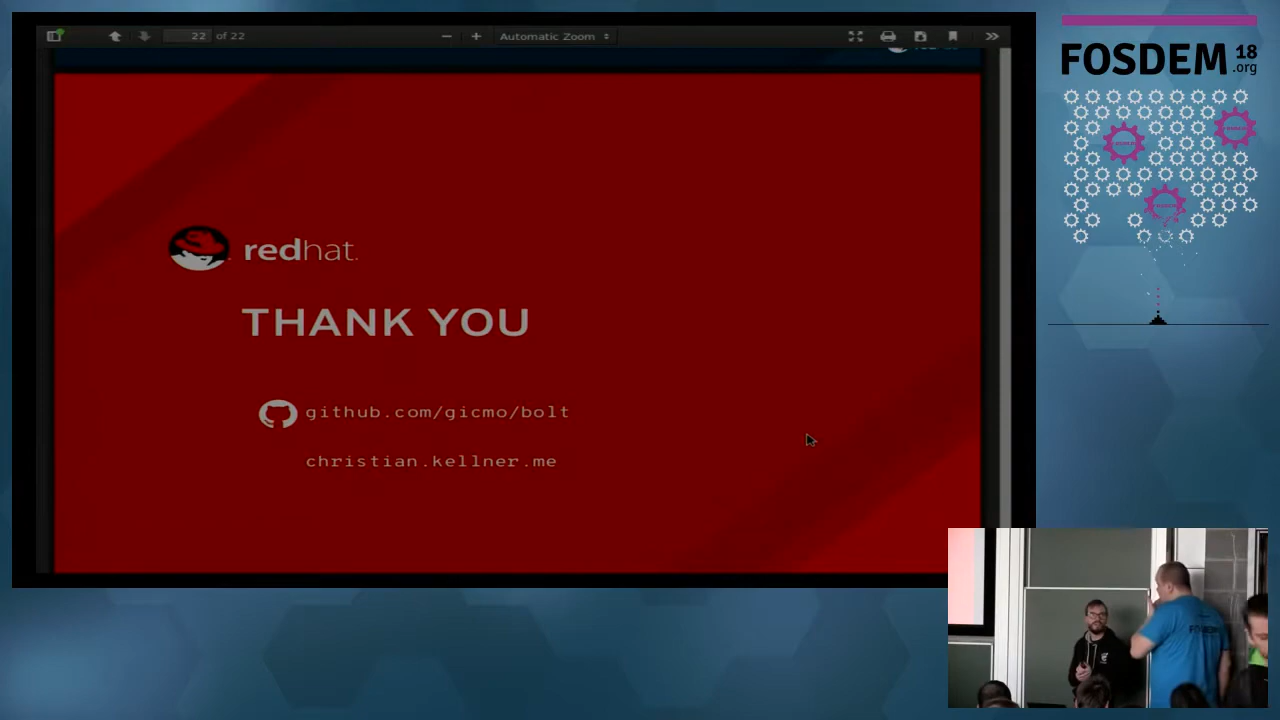 22 of 22
Automatic Zoom
FOSDEM 18
.org
redhat.
THANK YOU
github.com/gicmo/bolt
christian.kellner.me